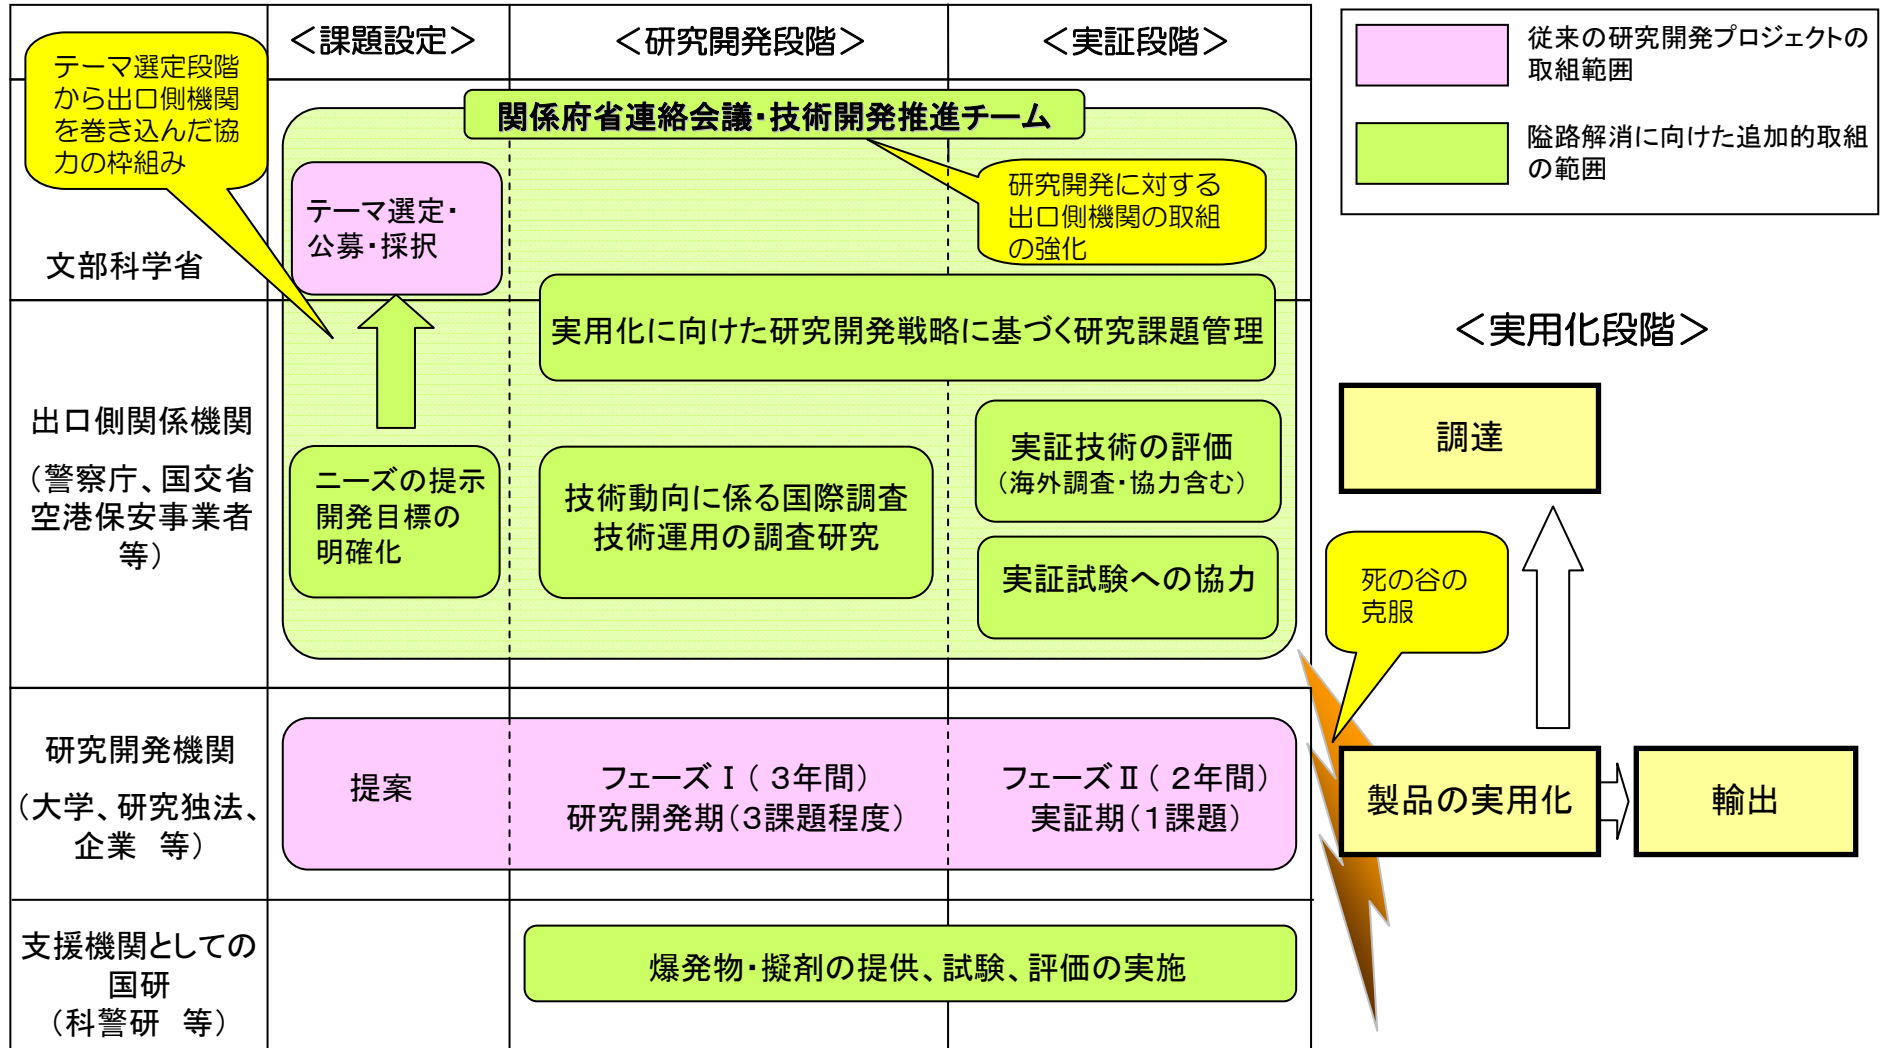 ＜課題設定＞
＜研究開発段階＞
＜実証段階＞
従来の研究開発プロジェクトの
取組範囲
隘路解消に向けた追加的取組
の範囲
テーマ選定段階
から出口側機関
を巻き込んだ協
力の枠組み
関係府省連絡会議・技術開発推進チーム
研究開発に対する
出口側機関の取組
の強化
文部科学省
テーマ選定・
公募・採択
実用化に向けた研究開発戦略に基づく研究課題管理
＜実用化段階＞
出口側関係機関
（警察庁、国交省
空港保安事業者
等）
ニーズの提示
開発目標の
明確化
技術動向に係る国際調査
技術運用の調査研究
実証技術の評価
（海外調査・協力含む）
実証試験への協力
調達
死の谷の
克服
研究開発機関
（大学、研究独法、
企業　等）
提案
フェーズⅠ（ 3年間）
研究開発期（3課題程度）
フェーズⅡ（ 2年間）
実証期（1課題）
製品の実用化
輸出
支援機関としての
国研
（科警研　等）
爆発物・擬剤の提供、試験、評価の実施